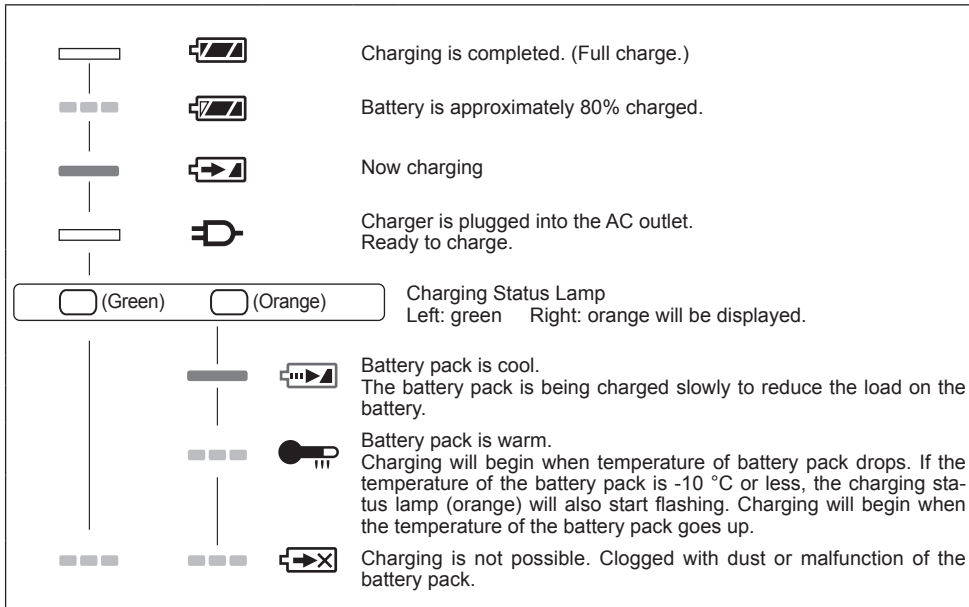 Charging is completed. (Full charge.)
Battery is approximately 80% charged.
Now charging
Charger is plugged into the AC outlet.
Ready to charge.
(Green) (Orange)
Charging Status Lamp
Left: green Right: orange will be displayed.
Battery pack is cool.
The battery pack is being charged slowly to reduce the load on the
battery.
Battery pack is warm.
Charging will begin when temperature of battery pack drops. If the
temperature of the battery pack is -10 °C or less, the charging sta-
tus lamp (orange) will also start flashing. Charging will begin when
the temperature of the battery pack goes up.
Charging is not possible. Clogged with dust or malfunction of the
battery pack.